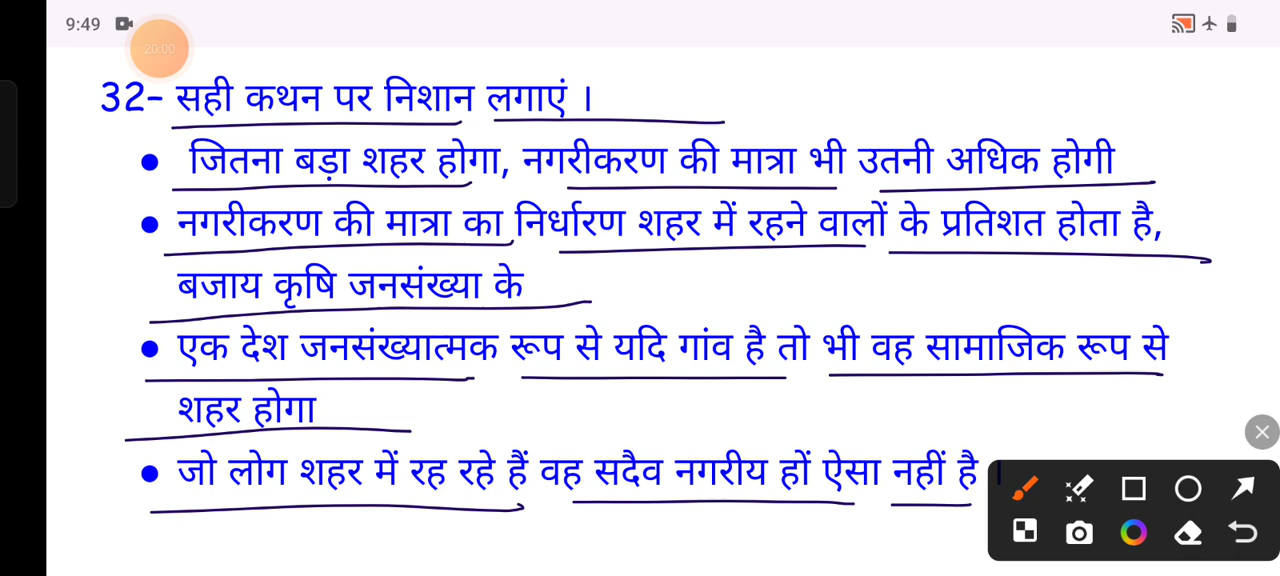 9:49
20:00
32- सही कथन पर निशान लगाएं ।
• जितना बड़ा शहर होगा, नगरीकरण की मात्रा भी उतनी अधिक होगी
• नगरीकरण की मात्रा का निर्धारण शहर में रहने वालों के प्रतिशत होता है,
बजाय कृषि जनसंख्या के
• एक देश जनसंख्यात्मक रूप से यदि गांव है तो भी वह सामाजिक रूप से
शहर होगा
• जो लोग शहर में रह रहे हैं वह सदैव नगरीय हों ऐसा नहीं है ।